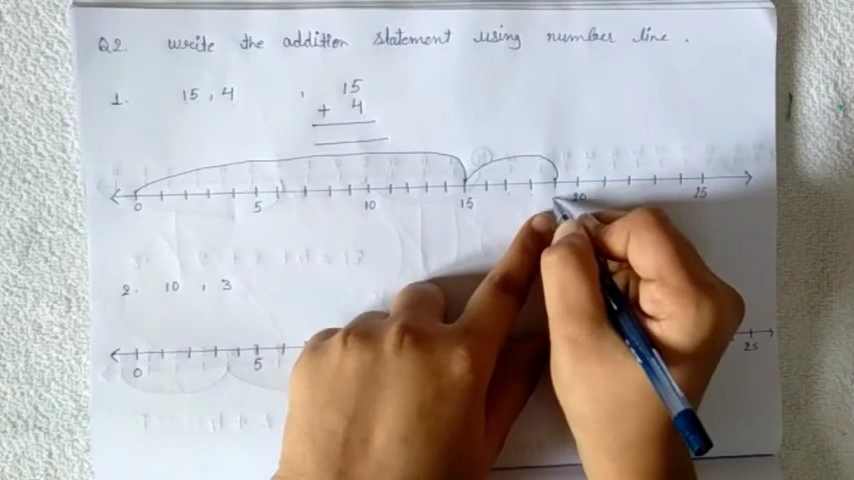 Q2. write the addition statement using number line.
1. 15, 4 , 15
+ 4
0 5 10 15 20 25
2. 10 , 3
0 5 25